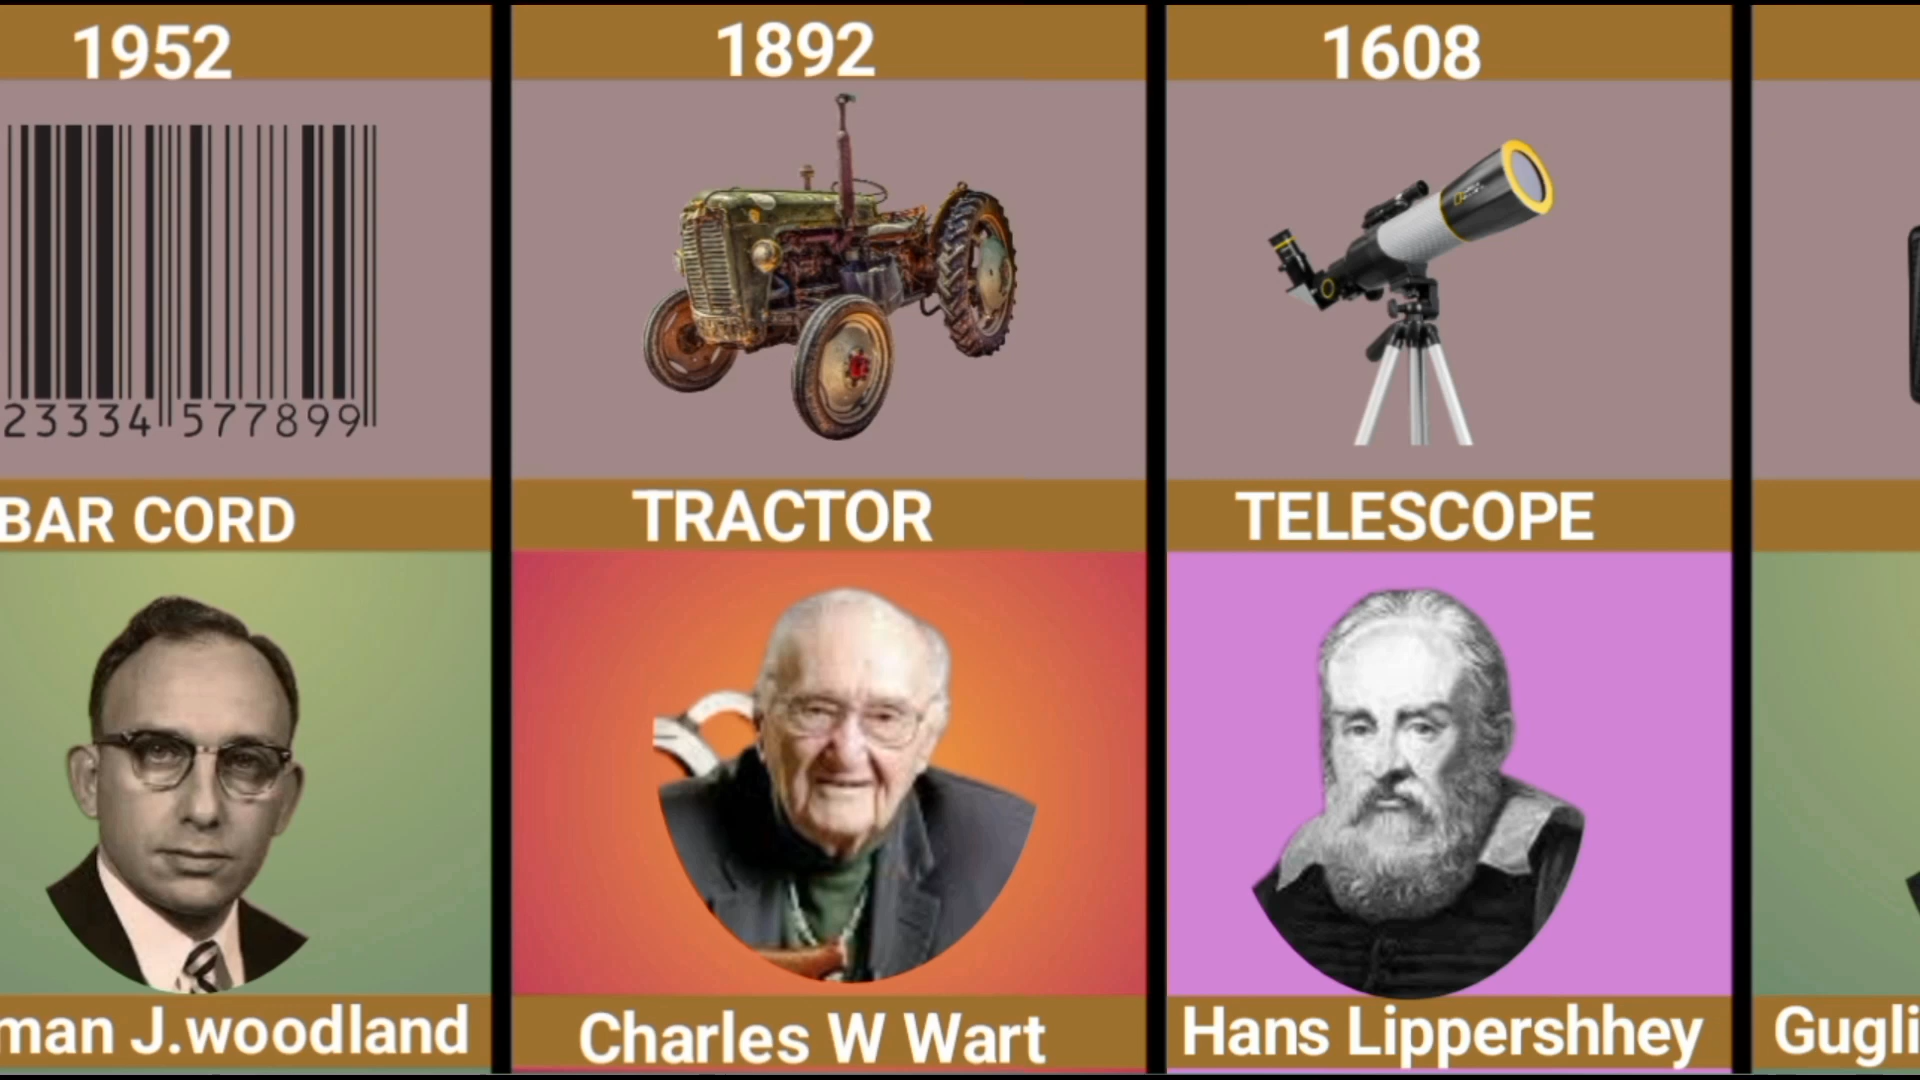 1952
1892
1608
23334 577899
BAR CORD
TRACTOR
TELESCOPE
man J.woodland
Charles W Wart
Hans Lippershhey
Gugli